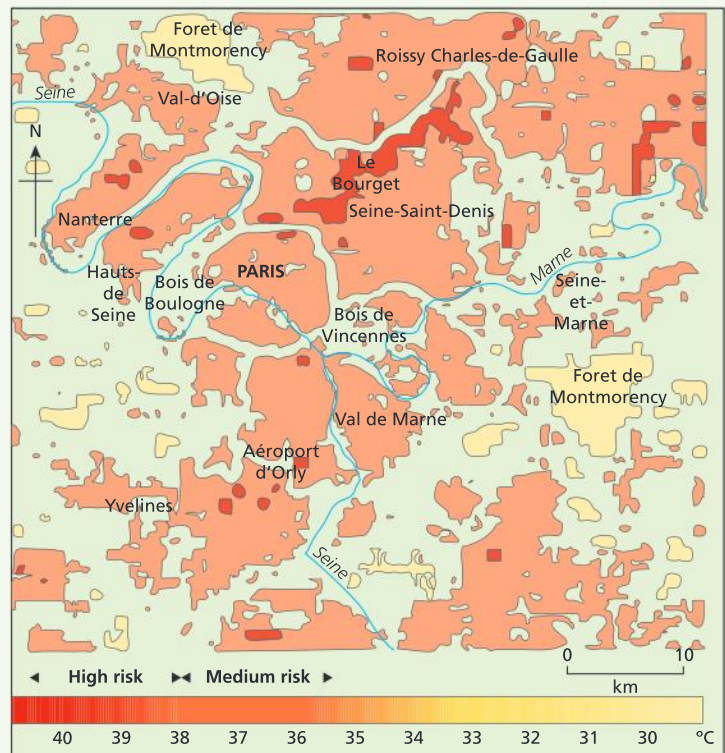 Foret de
Montmorency
Roissy Charles-de-Gaulle
Seine
Val-d'Oise
N
Le
Bourget
Seine-Saint-Denis
Nanterre
Hauts-
de
Seine
Bois de
Boulogne
PARIS
Marne
Seine-
et-
Marne
Bois de
Vincennes
Foret de
Montmorency
Val de Marne
Aéroport
d'Orly
Yvelines
Seine
High risk
Medium risk
0 10
km
40 39 38 37 36 35 34 33 32 31 30 °C